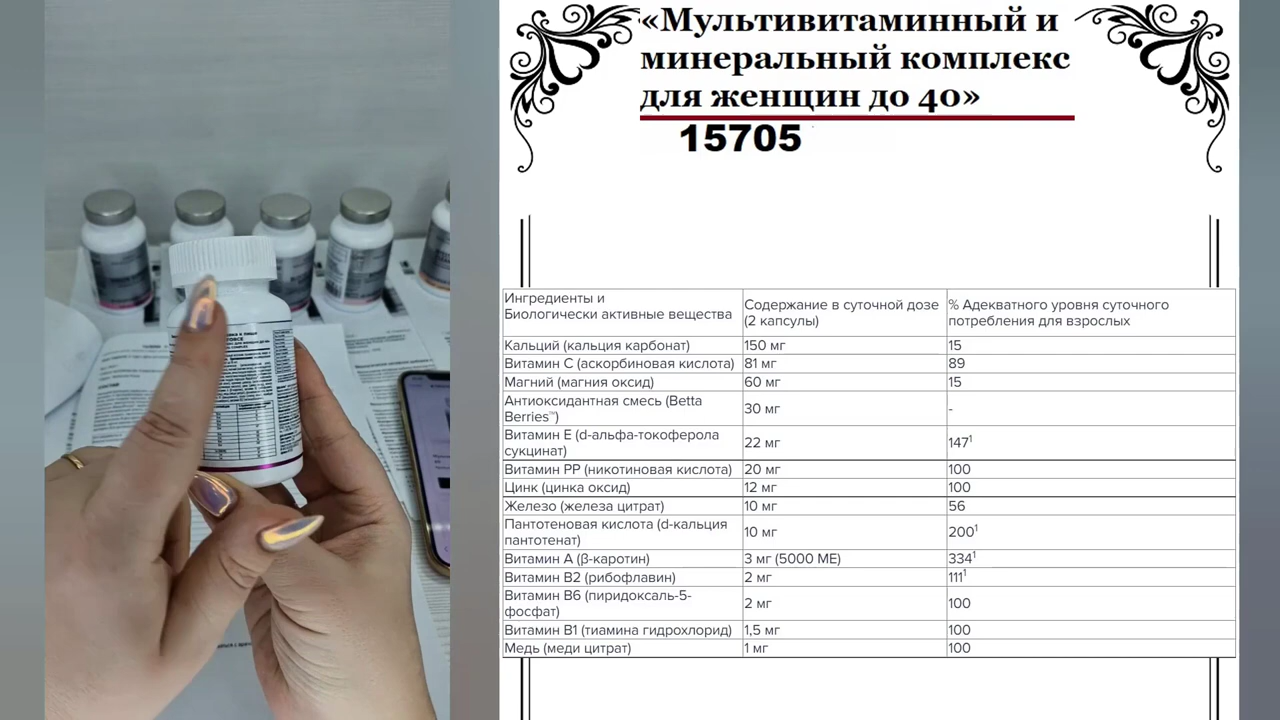 «Мультивитаминный и
минеральный комплекс
для женщин до 40»
15705
Ингредиенты и
Биологически активные вещества
Содержание в суточной дозе
(2 капсулы)
% Адекватного уровня суточного
потребления для взрослых
Кальций (кальция карбонат) 150 мг 15
Витамин С (аскорбиновая кислота) 81 мг 89
Магний (магния оксид) 60 мг 15
Антиоксидантная смесь (Betta
Berries™) 30 мг -
Витамин Е (d-альфа-токоферола
сукцинат) 22 мг 147¹
Витамин РР (никотиновая кислота) 20 мг 100
Цинк (цинка оксид) 12 мг 100
Железо (железа цитрат) 10 мг 56
Пантотеновая кислота (d-кальция
пантотенат) 10 мг 200¹
Витамин А (β-каротин) 3 мг (5000 МЕ) 334¹
Витамин В2 (рибофлавин) 2 мг 111¹
Витамин В6 (пиридоксаль-5-
фосфат) 2 мг 100
Витамин В1 (тиамина гидрохлорид) 1,5 мг 100
Медь (меди цитрат) 1 мг 100